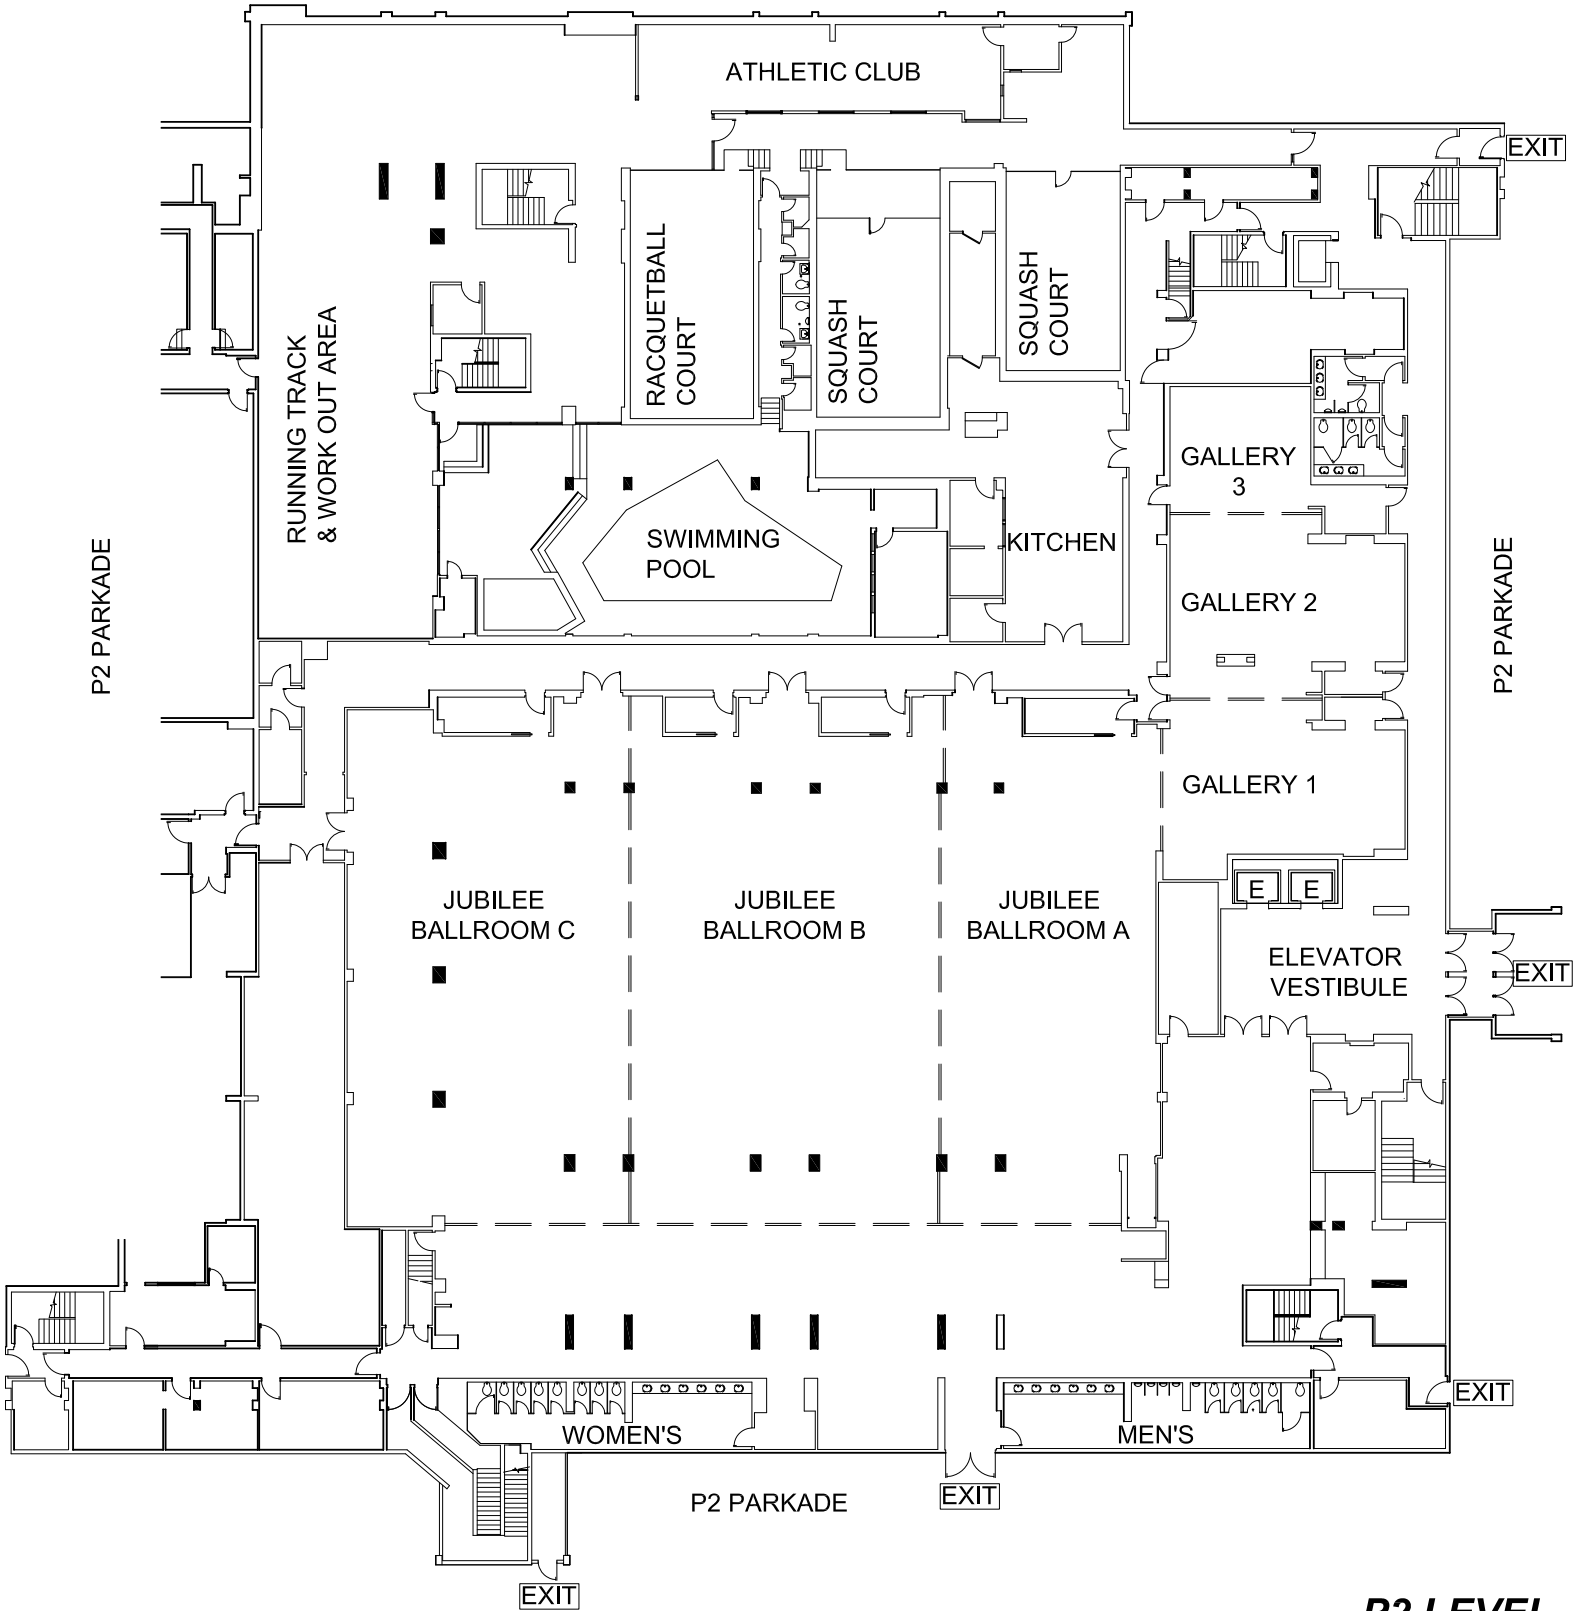 ATHLETIC CLUB
EXIT
RUNNING TRACK
& WORK OUT AREA
RACQUETBALL
COURT
SQUASH
COURT
SQUASH
COURT
GALLERY
3
SWIMMING
POOL
KITCHEN
P2 PARKADE
P2 PARKADE
GALLERY 2
GALLERY 1
JUBILEE
BALLROOM C
JUBILEE
BALLROOM B
JUBILEE
BALLROOM A
E
E
ELEVATOR
VESTIBULE
EXIT
EXIT
WOMEN'S
MEN'S
P2 PARKADE
EXIT
EXIT
P2 LEVEL